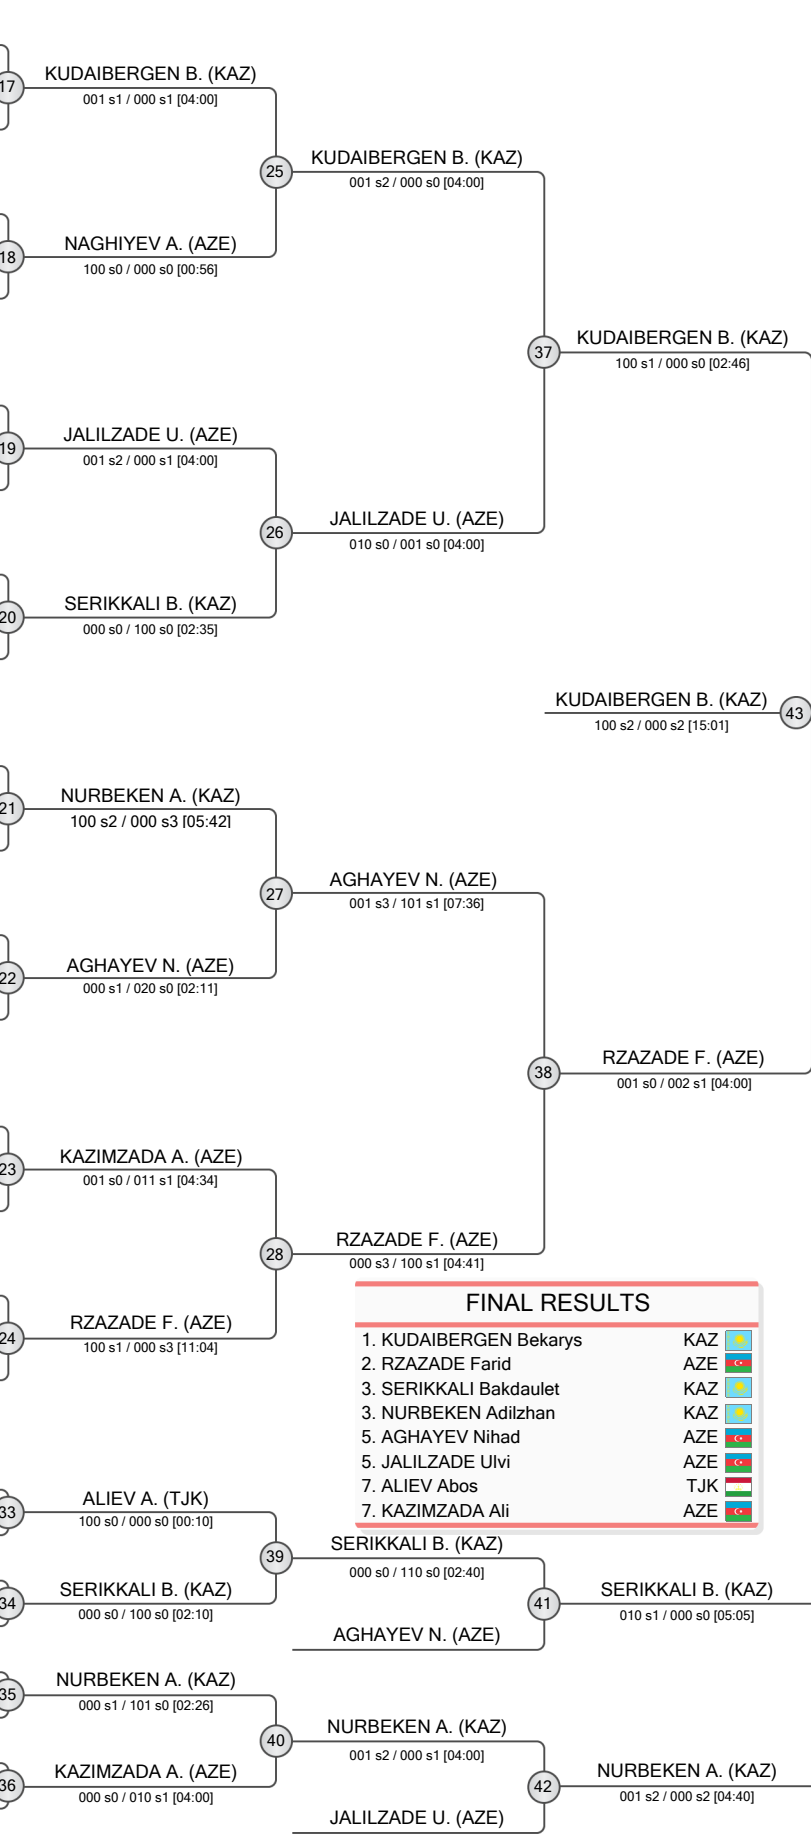 17
KUDAIBERGEN B. (KAZ)
001 s1 / 000 s1 [04:00]
KUDAIBERGEN B. (KAZ)
25
001 s2 / 000 s0 [04:00]
NAGHIYEV A. (AZE)
18
100 s0 / 000 s0 [00:56]
KUDAIBERGEN B. (KAZ)
37
100 s1 / 000 s0 [02:46]
JALILZADE U. (AZE)
19
001 s2 / 000 s1 [04:00]
JALILZADE U. (AZE)
26
010 s0 / 001 s0 [04:00]
SERIKKALI B. (KAZ)
20
000 s0 / 100 s0 [02:35]
KUDAIBERGEN B. (KAZ)
43
100 s2 / 000 s2 [15:01]
NURBEKEN A. (KAZ)
21
100 s2 / 000 s3 [05:42]
AGHAYEV N. (AZE)
27
001 s3 / 101 s1 [07:36]
AGHAYEV N. (AZE)
22
000 s1 / 020 s0 [02:11]
RZAZADE F. (AZE)
38
001 s0 / 002 s1 [04:00]
KAZIMZADA A. (AZE)
23
001 s0 / 011 s1 [04:34]
RZAZADE F. (AZE)
28
000 s3 / 100 s1 [04:41]
RZAZADE F. (AZE)
24
100 s1 / 000 s3 [11:04]
FINAL RESULTS
1. KUDAIBERGEN Bekarys KAZ
2. RZAZADE Farid AZE
3. SERIKKALI Bakdaulet KAZ
3. NURBEKEN Adilzhan KAZ
5. AGHAYEV Nihad AZE
5. JALILZADE Ulvi AZE
7. ALIEV Abos TJK
7. KAZIMZADA Ali AZE
ALIEV A. (TJK)
33
100 s0 / 000 s0 [00:10]
SERIKKALI B. (KAZ)
39
000 s0 / 110 s0 [02:40]
SERIKKALI B. (KAZ)
34
000 s0 / 100 s0 [02:10]
SERIKKALI B. (KAZ)
41
010 s1 / 000 s0 [05:05]
AGHAYEV N. (AZE)
NURBEKEN A. (KAZ)
35
000 s1 / 101 s0 [02:26]
NURBEKEN A. (KAZ)
40
001 s2 / 000 s1 [04:00]
KAZIMZADA A. (AZE)
36
000 s0 / 010 s1 [04:00]
NURBEKEN A. (KAZ)
42
001 s2 / 000 s2 [04:40]
JALILZADE U. (AZE)